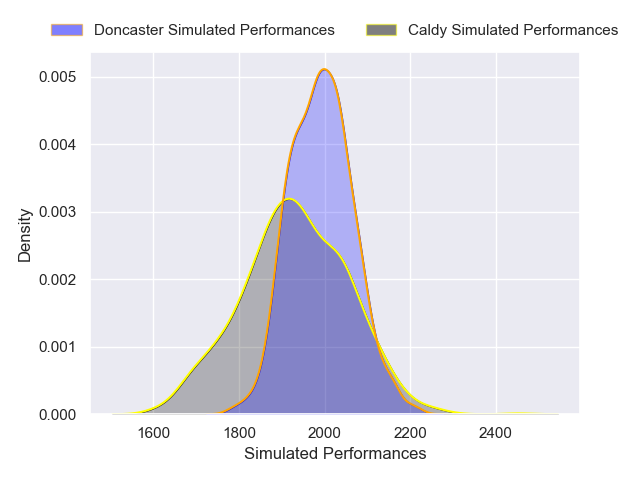 Doncaster Simulated Performances Caldy Simulated Performances
0.005
0.004
0.003
0.002
0.001
0.000
Density
1600 1800 2000 2200 2400
Simulated Performances